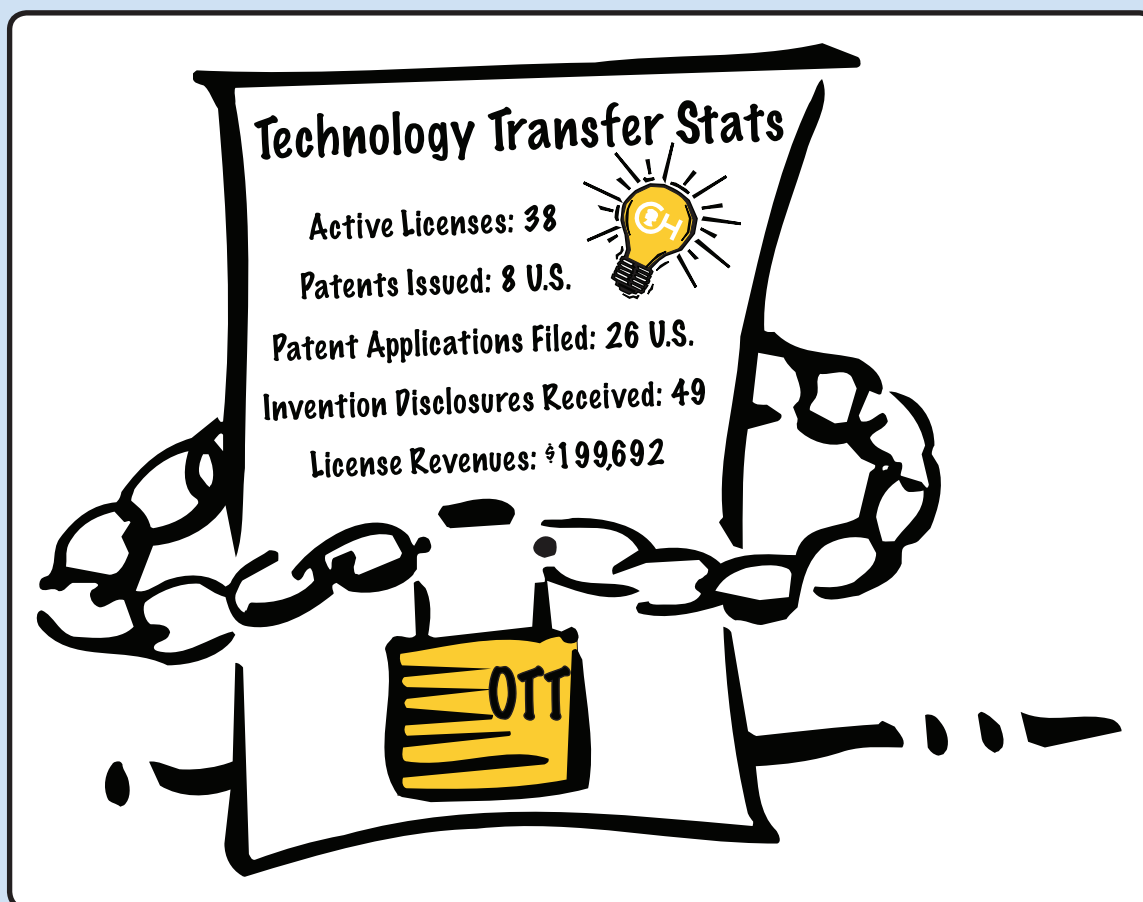 Technology Transfer Stats
Active Licenses: 38
Patents Issued: 8 U.S.
Patent Applications Filed: 26 U.S.
Invention Disclosures Received: 49
License Revenues: $199,692
OTT